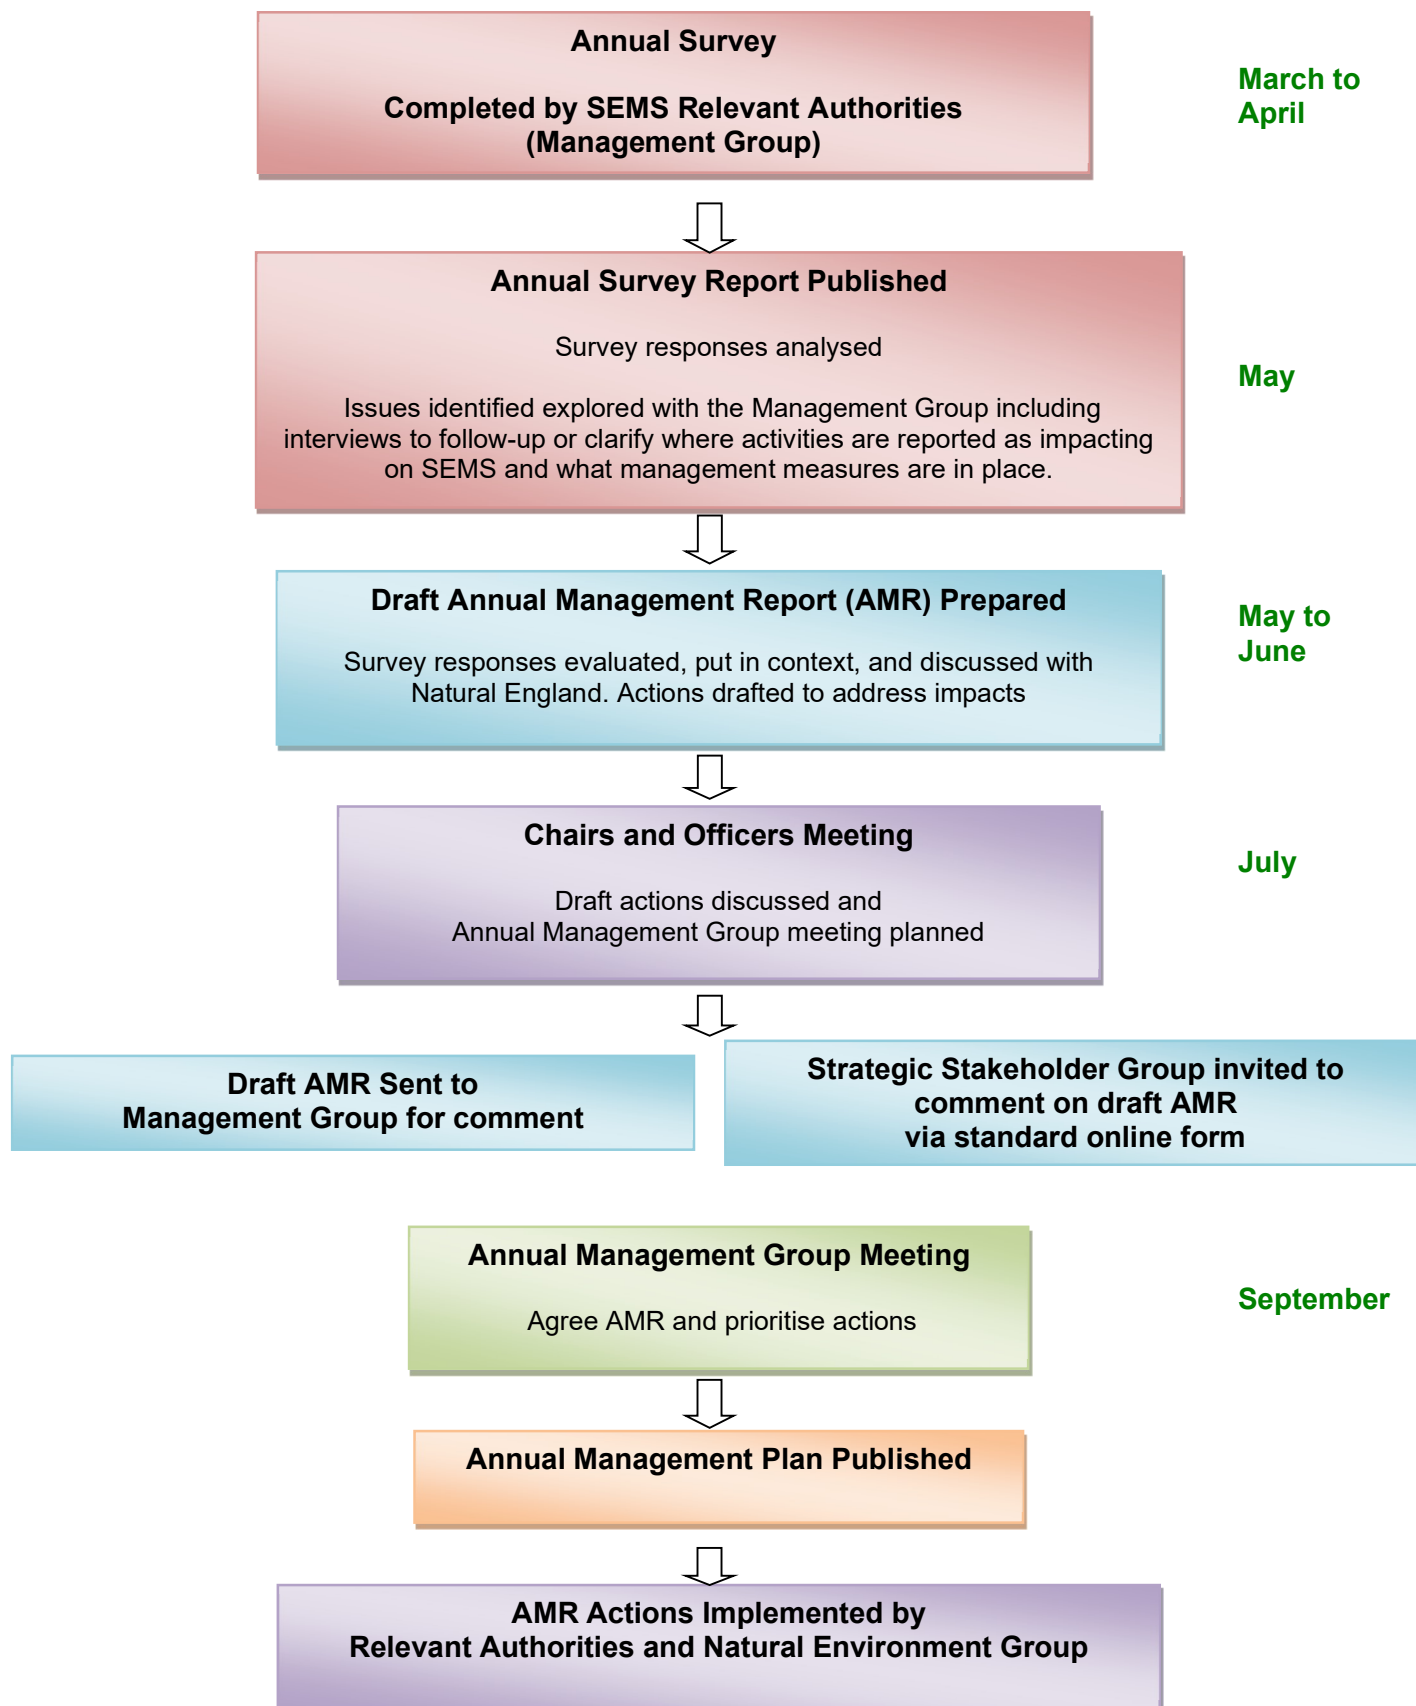 Annual Survey
Completed by SEMS Relevant Authorities
(Management Group)
March to
April
Annual Survey Report Published
Survey responses analysed
Issues identified explored with the Management Group including
interviews to follow-up or clarify where activities are reported as impacting
on SEMS and what management measures are in place.
May
Draft Annual Management Report (AMR) Prepared
Survey responses evaluated, put in context, and discussed with
Natural England. Actions drafted to address impacts
May to
June
Chairs and Officers Meeting
Draft actions discussed and
Annual Management Group meeting planned
July
Draft AMR Sent to
Management Group for comment
Strategic Stakeholder Group invited to
comment on draft AMR
via standard online form
Annual Management Group Meeting
Agree AMR and prioritise actions
September
Annual Management Plan Published
AMR Actions Implemented by
Relevant Authorities and Natural Environment Group